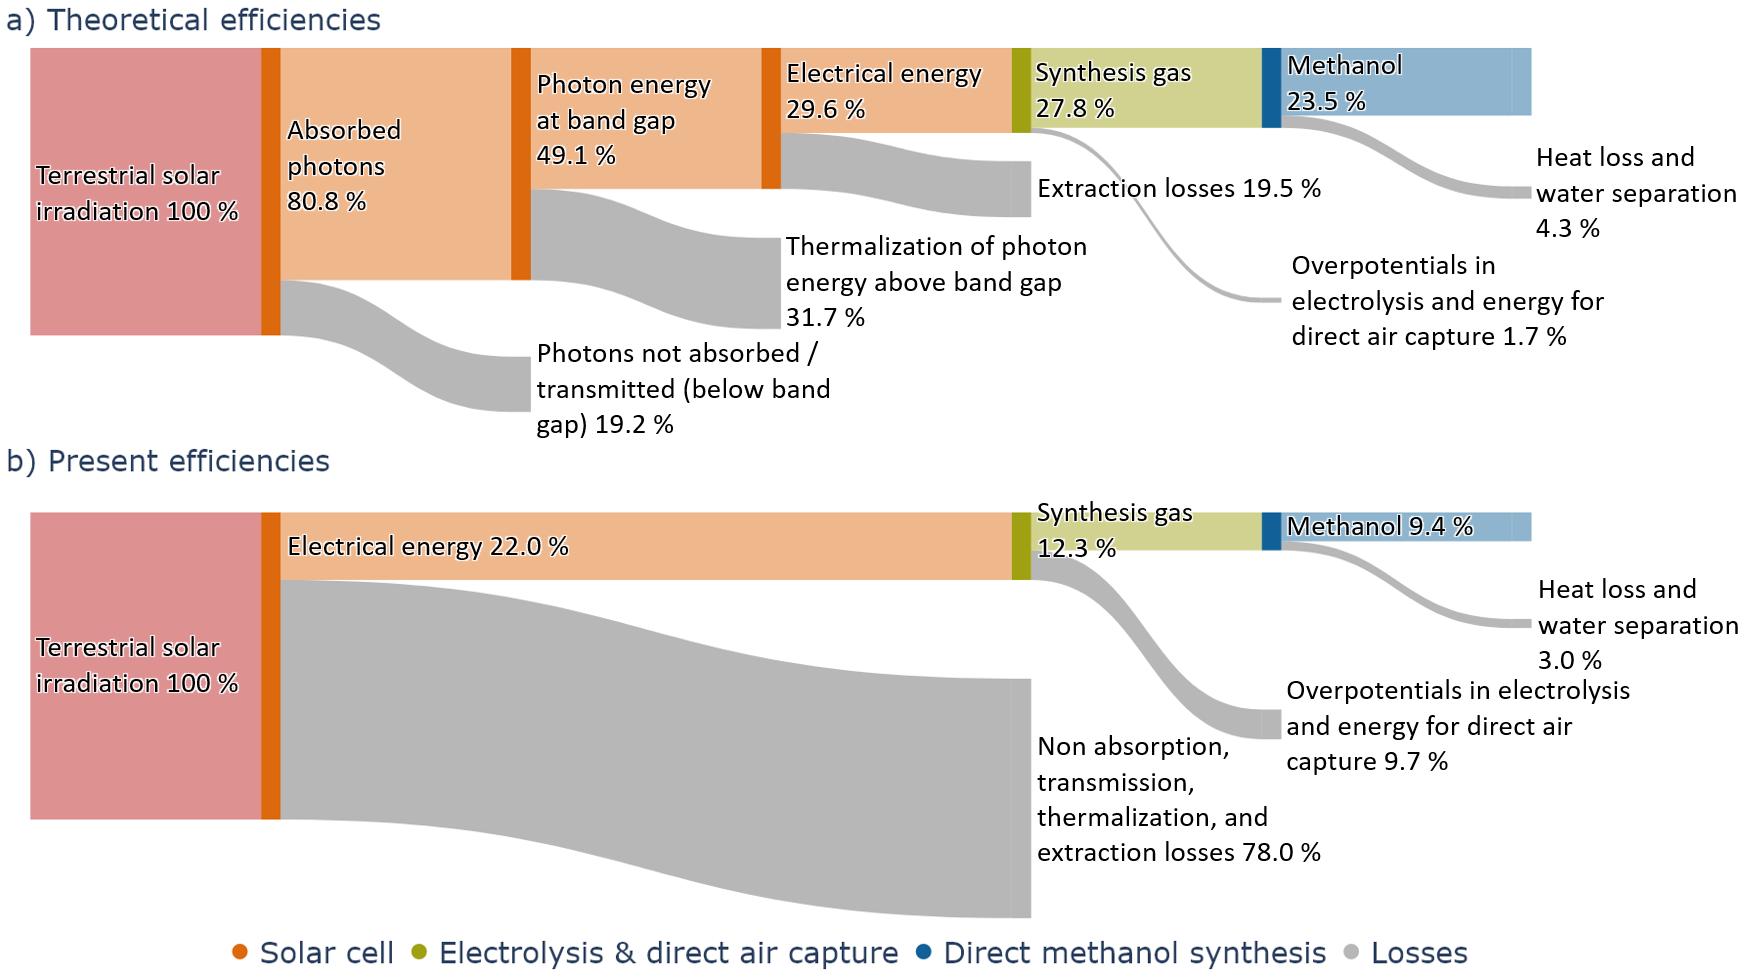 a) Theoretical efficiencies
Terrestrial solar
irradiation 100 %
Absorbed
photons
80.8 %
Photon energy
at band gap
49.1 %
Electrical energy
29.6 %
Synthesis gas
27.8 %
Methanol
23.5 %
Heat loss and
water separation
4.3 %
Extraction losses 19.5 %
Overpotentials in
electrolysis and energy for
direct air capture 1.7 %
Thermalization of photon
energy above band gap
31.7 %
Photons not absorbed /
transmitted (below band
gap) 19.2 %
b) Present efficiencies
Terrestrial solar
irradiation 100 %
Electrical energy 22.0 %
Synthesis gas
12.3 %
Methanol 9.4 %
Heat loss and
water separation
3.0 %
Overpotentials in electrolysis
and energy for direct air
capture 9.7 %
Non absorption,
transmission,
thermalization, and
extraction losses 78.0 %
Solar cell
Electrolysis & direct air capture
Direct methanol synthesis
Losses